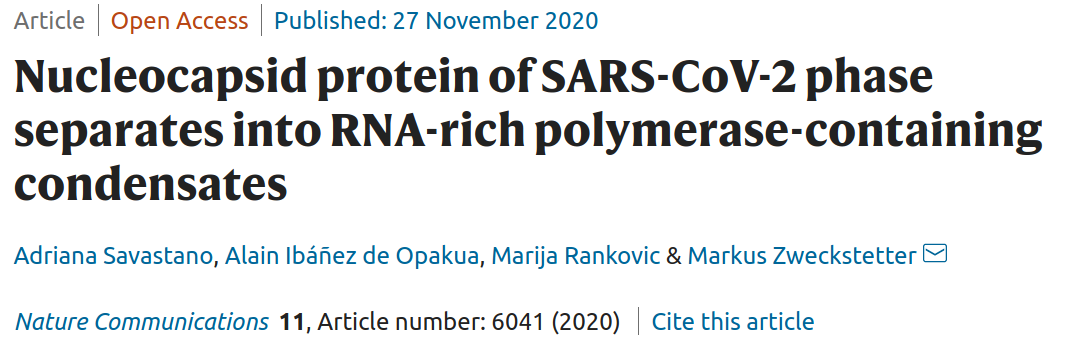 Article | Open Access | Published: 27 November 2020
Nucleocapsid protein of SARS-CoV-2 phase
separates into RNA-rich polymerase-containing
condensates
Adriana Savastano, Alain Ibáñez de Opakua, Marija Rankovic & Markus Zweckstetter
Nature Communications 11, Article number: 6041 (2020) | Cite this article